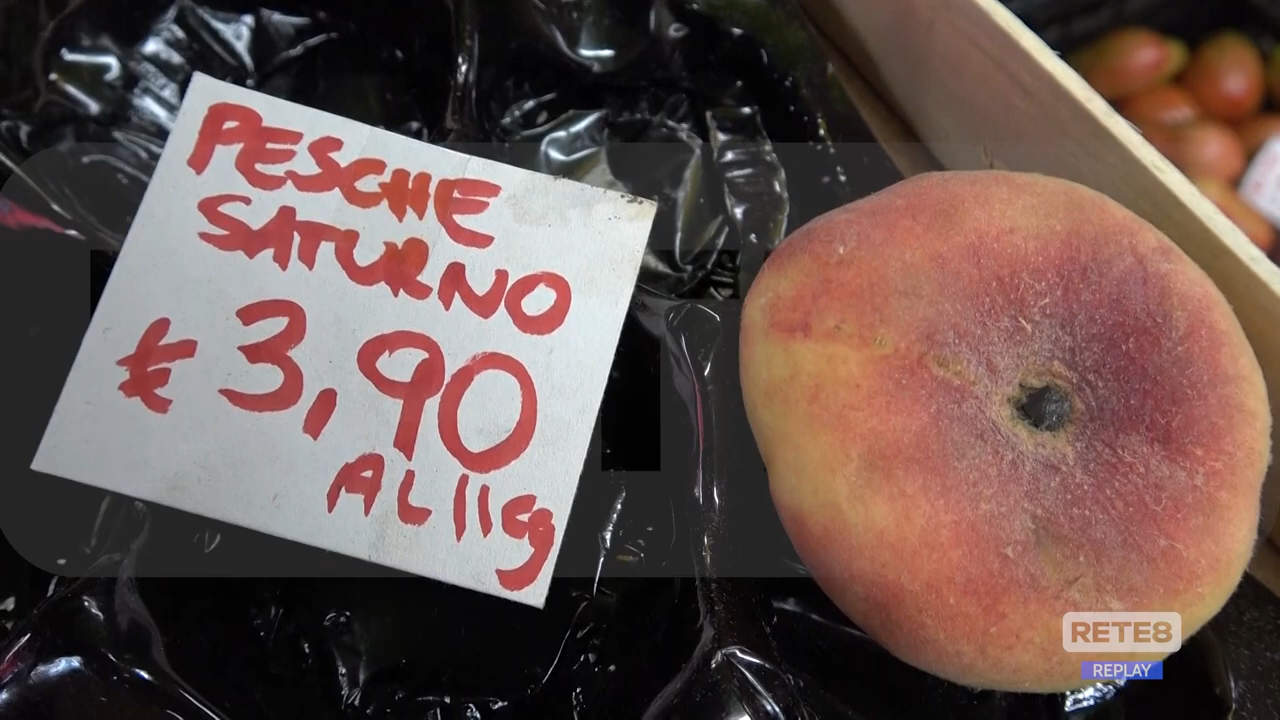 PESCHE
SATURNO
€ 3,90
AL Kg
RETE8
REPLAY